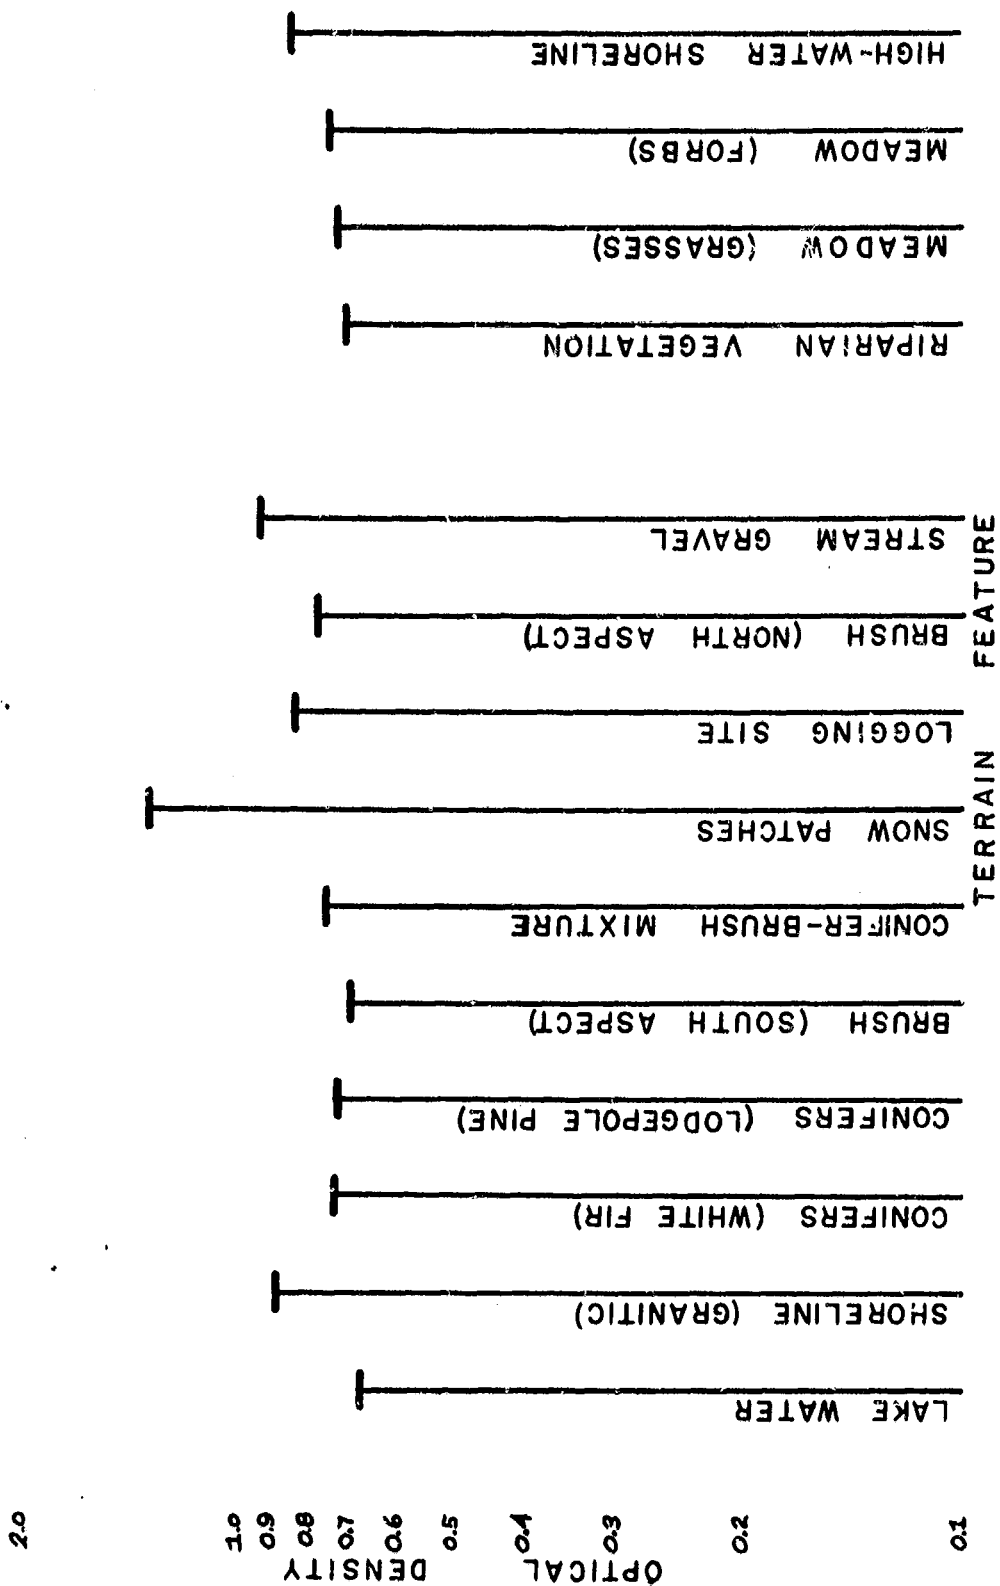 OPTICAL
DENSITY
2.0
1.0
0.9
0.8
0.7
0.6
0.5
0.4
0.3
0.2
0.1
LAKE WATER
SHORELINE (GRANITIC)
CONIFERS (WHITE FIR)
CONIFERS (LODGEPOLE PINE)
BRUSH (SOUTH ASPECT)
CONIFER-BRUSH MIXTURE
SNOW PATCHES
LOGGING SITE
BRUSH (NORTH ASPECT)
STREAM GRAVEL
RIPARIAN VEGETATION
MEADOW (GRASSES)
MEADOW (FORBS)
HIGH-WATER SHORELINE
TERRAIN FEATURE